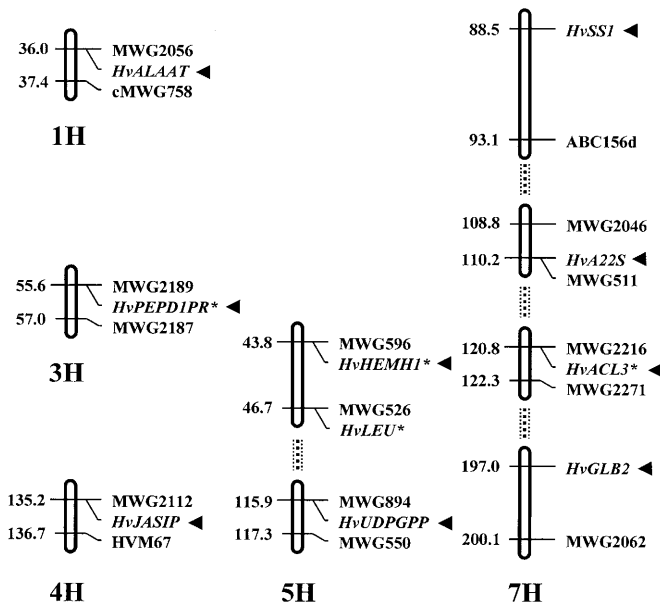 36.0 MWG2056
HvALAAT
37.4 cMWG758
1H
55.6 MWG2189
HvPEPD1PR*
57.0 MWG2187
3H
135.2 MWG2112
HvJASIP
136.7 HVM67
4H
43.8 MWG596
HvHEMH1*
46.7 MWG526
HvLEU*
115.9 MWG894
HvUDPGPP
117.3 MWG550
5H
88.5 HvSS1
93.1 ABC156d
108.8 MWG2046
110.2 HvA22S
MWG511
120.8 MWG2216
HvACL3*
122.3 MWG2271
197.0 HvGLB2
200.1 MWG2062
7H